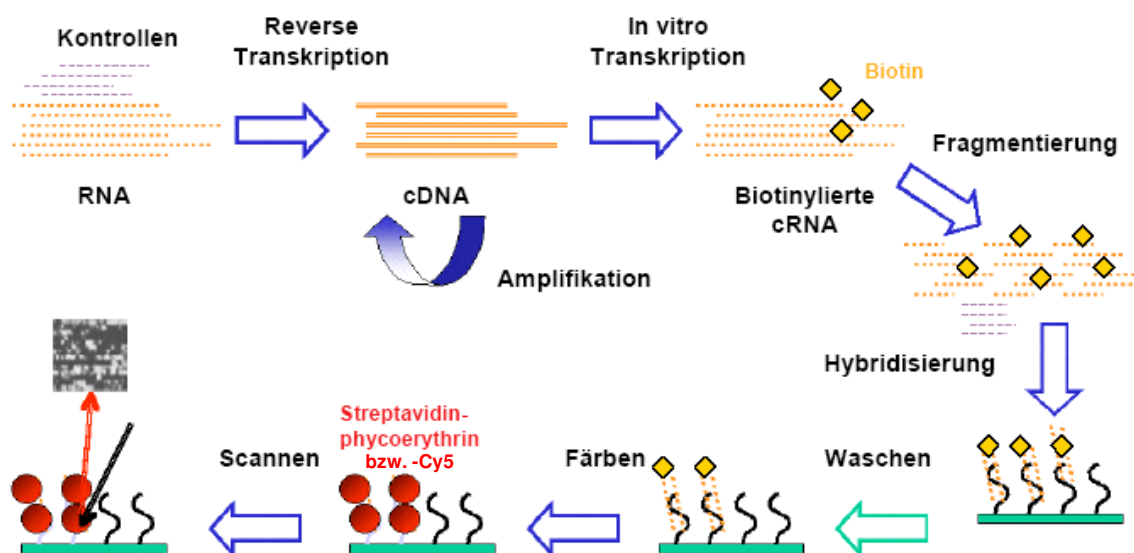 Kontrollen
Reverse
Transkription
In vitro
Transkription
Biotin
Fragmentierung
RNA
cDNA
Biotinylierte
cRNA
Amplifikation
Hybridisierung
Streptavidin-
phycoerythrin
bzw. -Cy5
Scannen
Färben
Waschen